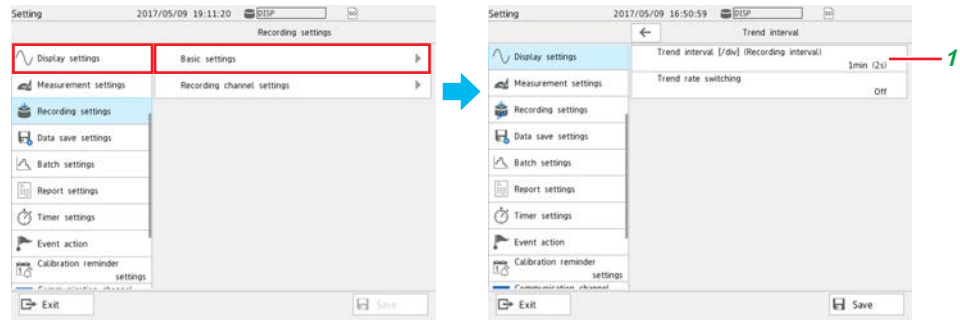 Setting 2017/05/09 19:11:20 DISP
Recording settings
Display settings
Basic settings
Measurement settings
Recording channel settings
Recording settings
Data save settings
Batch settings
Report settings
Timer settings
Event action
Calibration reminder
settings
Communication channel
Exit
Save
Setting 2017/05/09 16:50:59 DISP
Trend interval
Display settings
Trend interval [/div] (Recording interval)
1min (2s)
1
Measurement settings
Trend rate switching
Off
Recording settings
Data save settings
Batch settings
Report settings
Timer settings
Event action
Calibration reminder
settings
Communication channel
Exit
Save